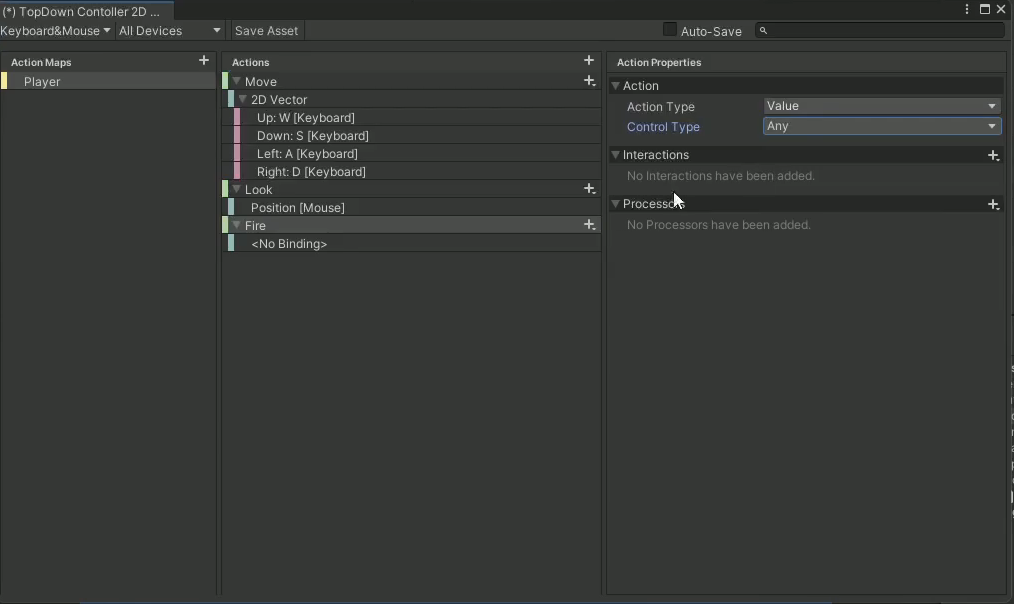 (*) TopDown Contoller 2D ...
Keyboard&Mouse All Devices Save Asset Auto-Save
Action Maps
Player
Actions
Move
2D Vector
Up: W [Keyboard]
Down: S [Keyboard]
Left: A [Keyboard]
Right: D [Keyboard]
Look
Position [Mouse]
Fire
<No Binding>
Action Properties
Action
Action Type Value
Control Type Any
Interactions
No Interactions have been added.
Processors
No Processors have been added.